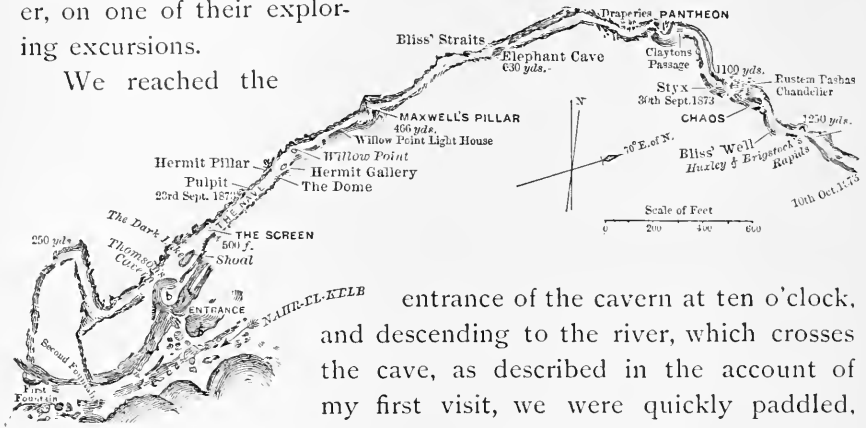 er, on one of their explor-
ing excursions.
We reached the
Draperies PANTHEON
Bliss' Straits
Elephant Cave
630 yds.
Claytons
Passage
1100 yds.
Rustem Pashas
Chandelier
Styx
30th Sept. 1873
CHAOS
1250 yds.
Bliss' Well
Huxley & Brigstock's
Rapids
10th Oct. 1873
N
70° E. of N.
Scale of Feet
0 200 400 600
MAXWELL'S PILLAR
466 yds.
Willow Point Light House
Willow Point
Hermit Pillar
Hermit Gallery
Pulpit
The Dome
23rd Sept. 1873
THE NAVE
THE SCREEN
500 f.
Shoal
The Dark Lake
Thomson's
Cavern
250 yds.
b
ENTRANCE
NAHR-EL-KELB
Second Fountain
First
Fountain
entrance of the cavern at ten o'clock,
and descending to the river, which crosses
the cave, as described in the account of
my first visit, we were quickly paddled,